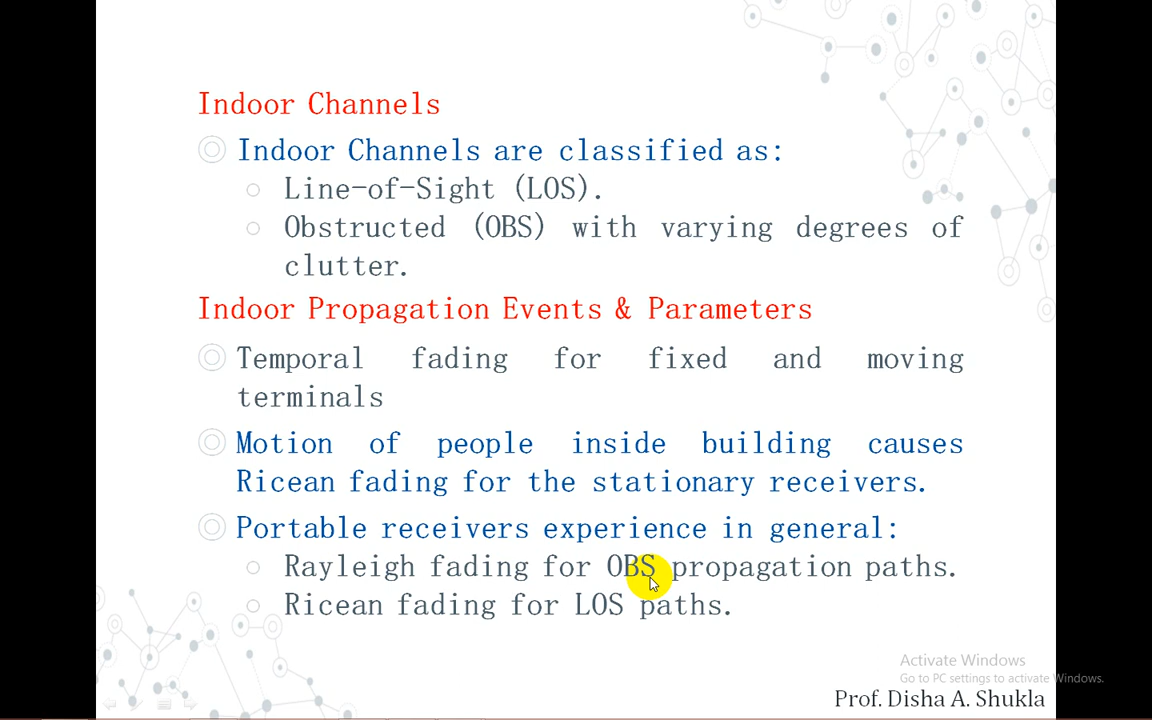 Indoor Channels
Indoor Channels are classified as:
Line-of-Sight (LOS).
Obstructed (OBS) with varying degrees of
clutter.
Indoor Propagation Events & Parameters
Temporal fading for fixed and moving
terminals
Motion of people inside building causes
Ricean fading for the stationary receivers.
Portable receivers experience in general:
Rayleigh fading for OBS propagation paths.
Ricean fading for LOS paths.
Activate Windows
Go to PC settings to activate Windows.
Prof. Disha A. Shukla